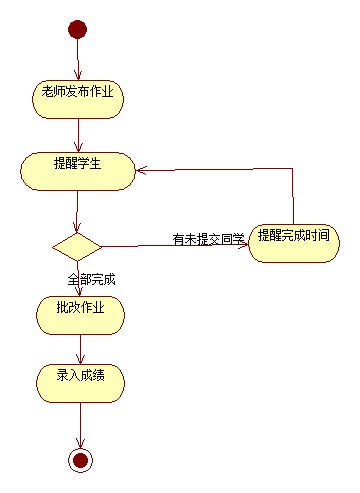 老师发布作业
提醒学生
有未提交同学
提醒完成时间
全部完成
批改作业
录入成绩